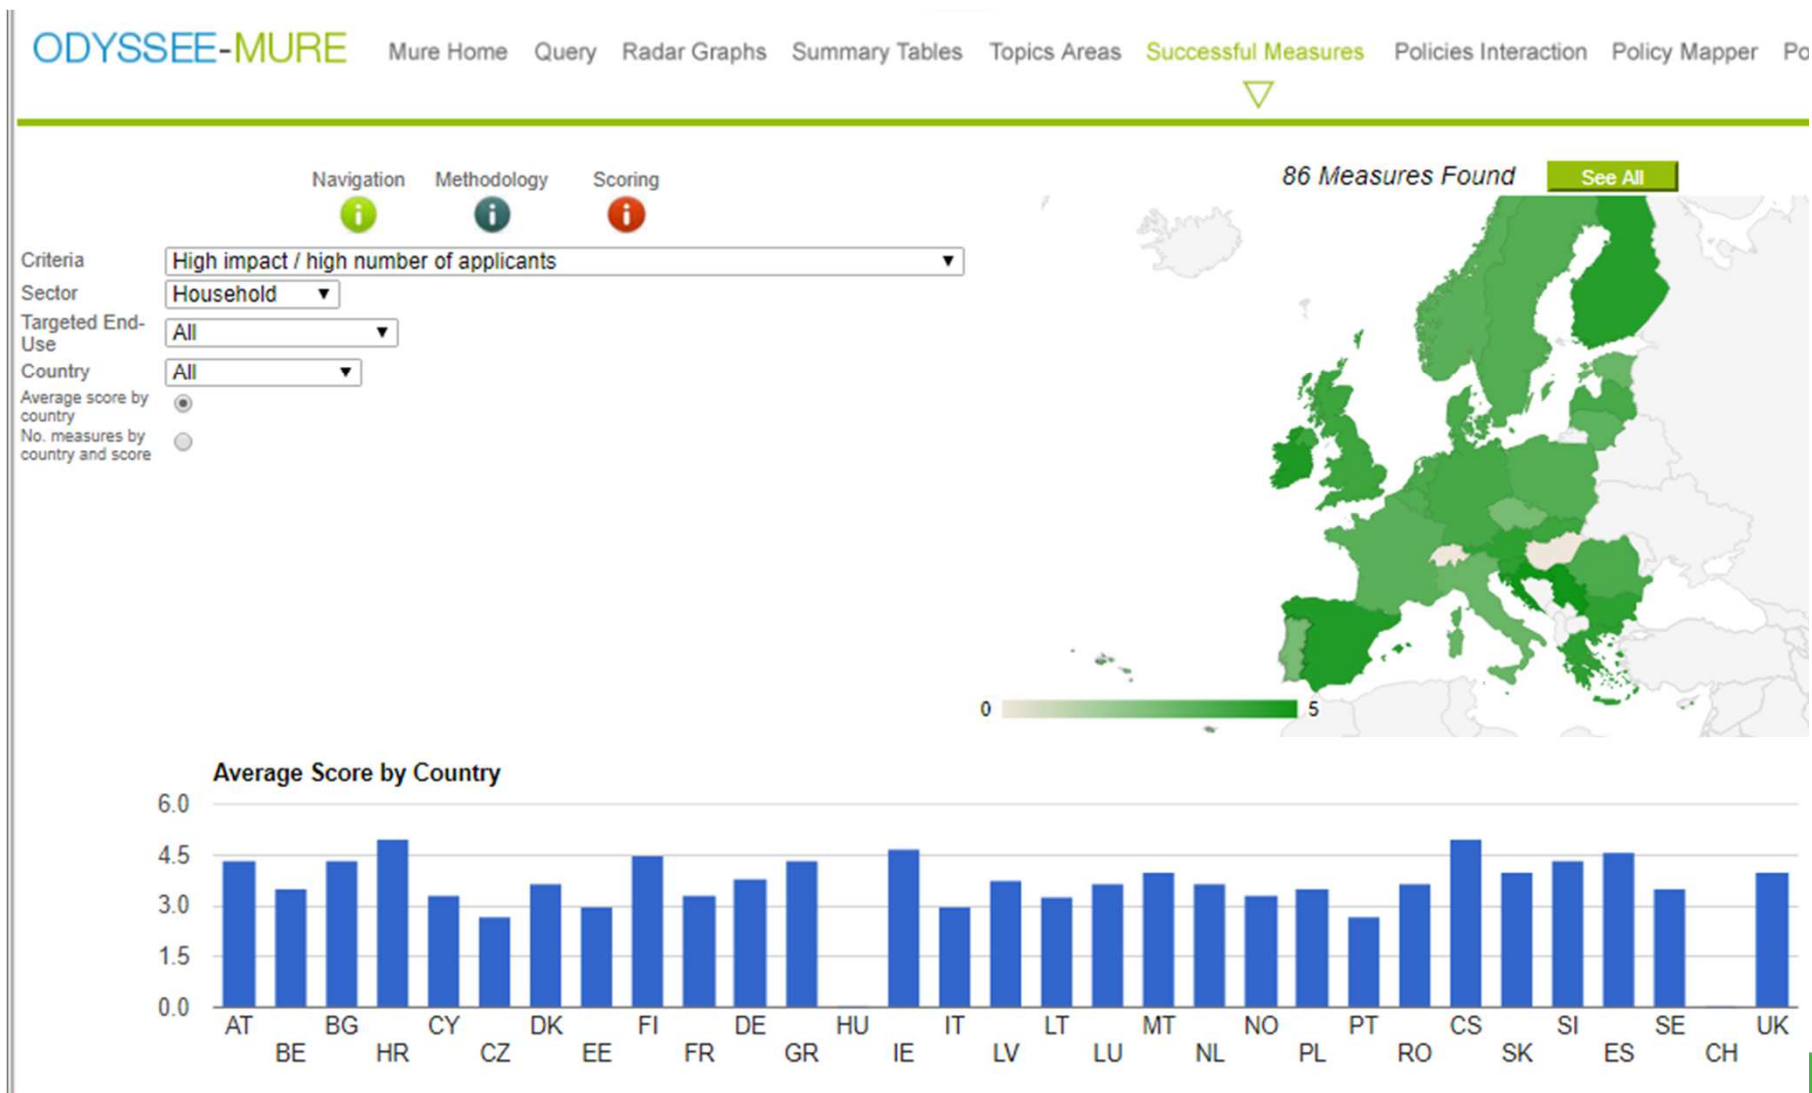 ODYSSEE-MURE Mure Home Query Radar Graphs Summary Tables Topics Areas Successful Measures Policies Interaction Policy Mapper Po
86 Measures Found See All
Navigation Methodology Scoring
Criteria High impact / high number of applicants
Sector Household
Targeted End-
Use All
Country All
Average score by
country
No. measures by
country and score
0 5
Average Score by Country
6.0
4.5
3.0
1.5
0.0
AT BG CY DK FI DE HU IT LT MT NO PT CS SI SE UK
BE HR CZ EE FR GR IE LV LU NL PL RO SK ES CH